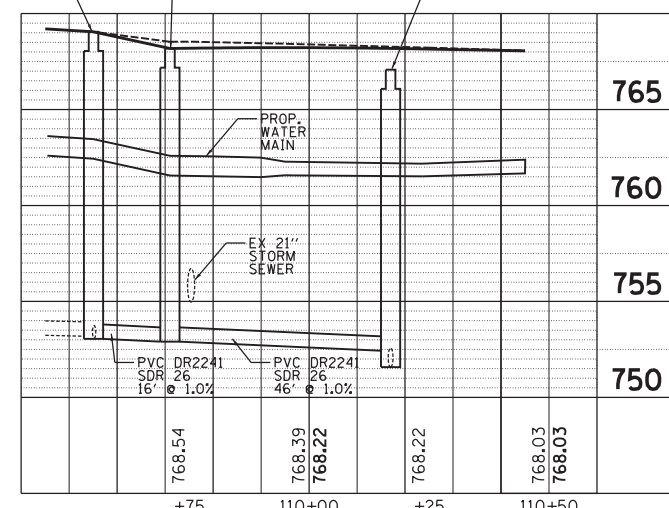 765
PROP.
WATER
MAIN
760
EX 21"
STORM
SEWER
755
PVC DR2241
SDR 26
16' @ 1.0%
PVC DR2241
SDR 26
46' @ 1.0%
750
768.54
768.39
768.22
768.22
768.03
768.03
+75
110+00
+25
110+50